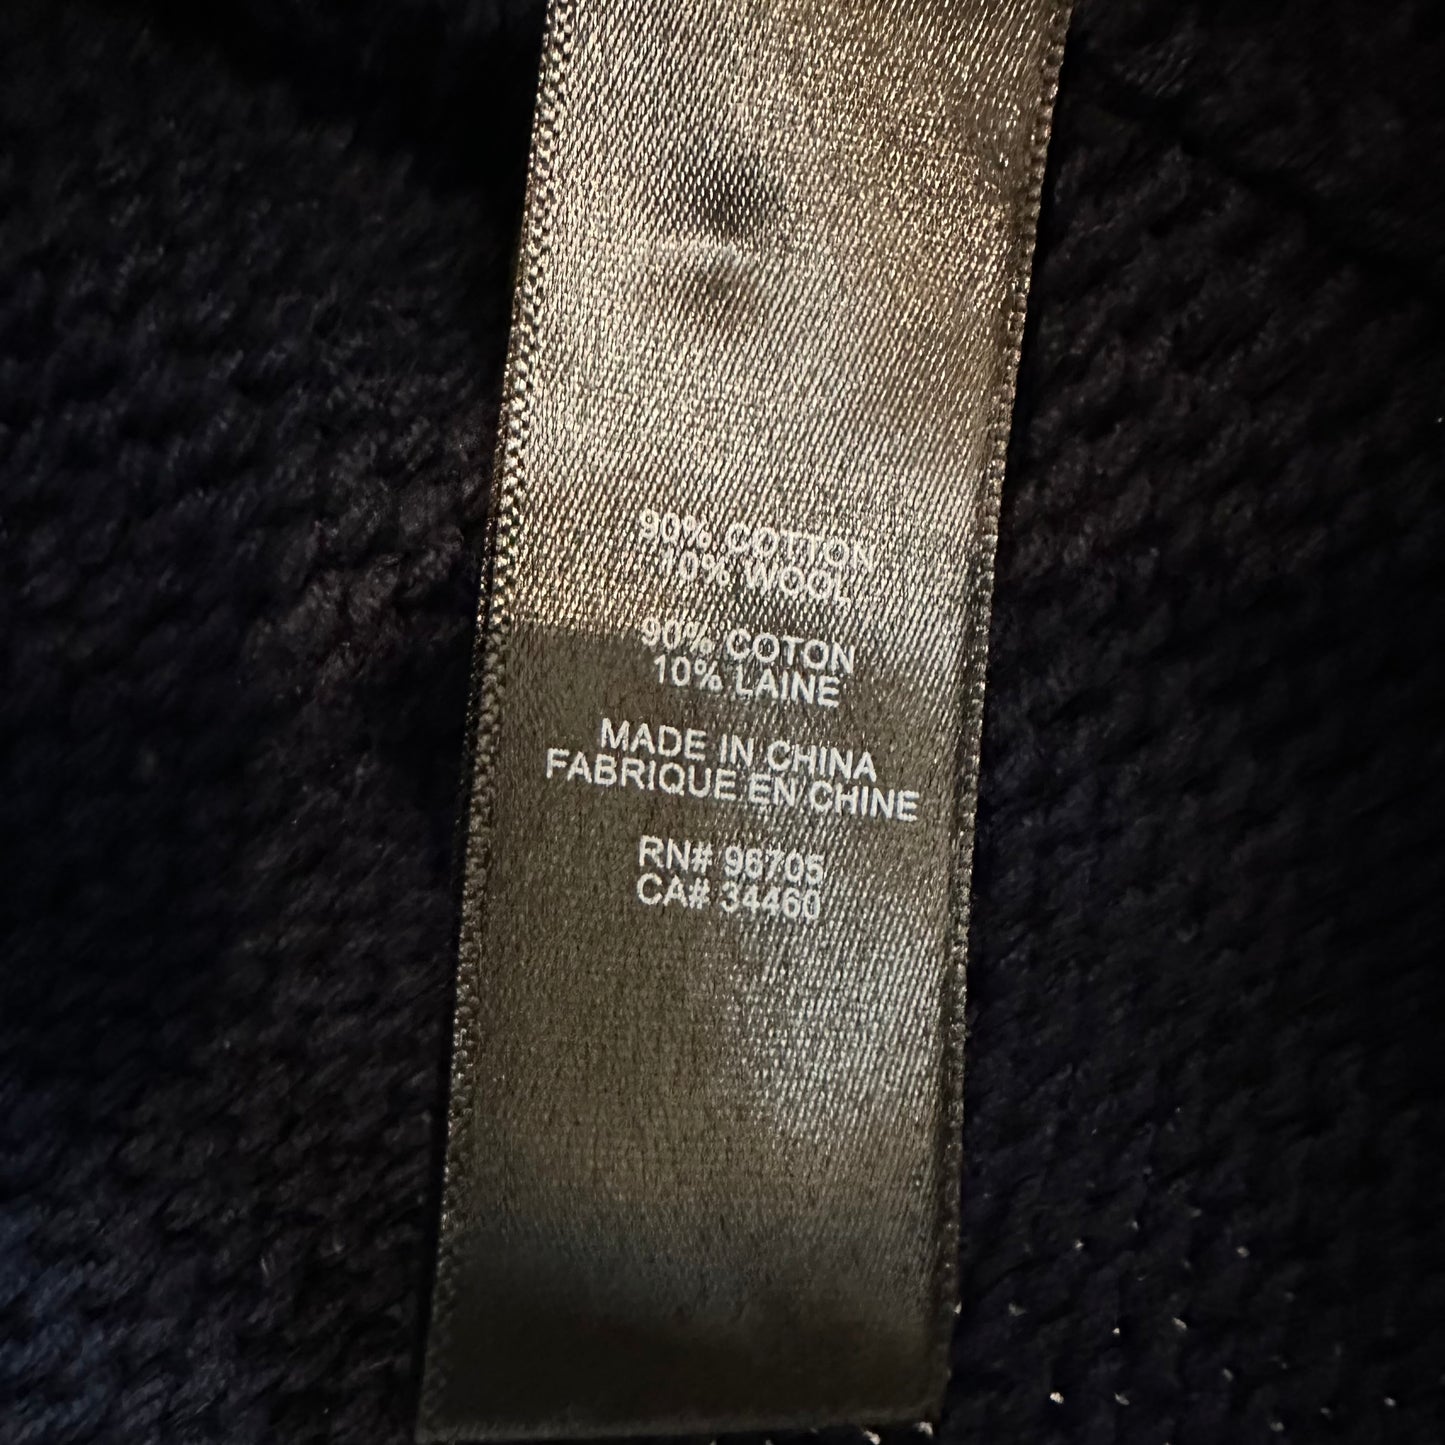 90% COTTON
10% WOOL
90% COTON
10% LAINE
MADE IN CHINA
FABRIQUE EN CHINE
RN# 96705
CA# 34460